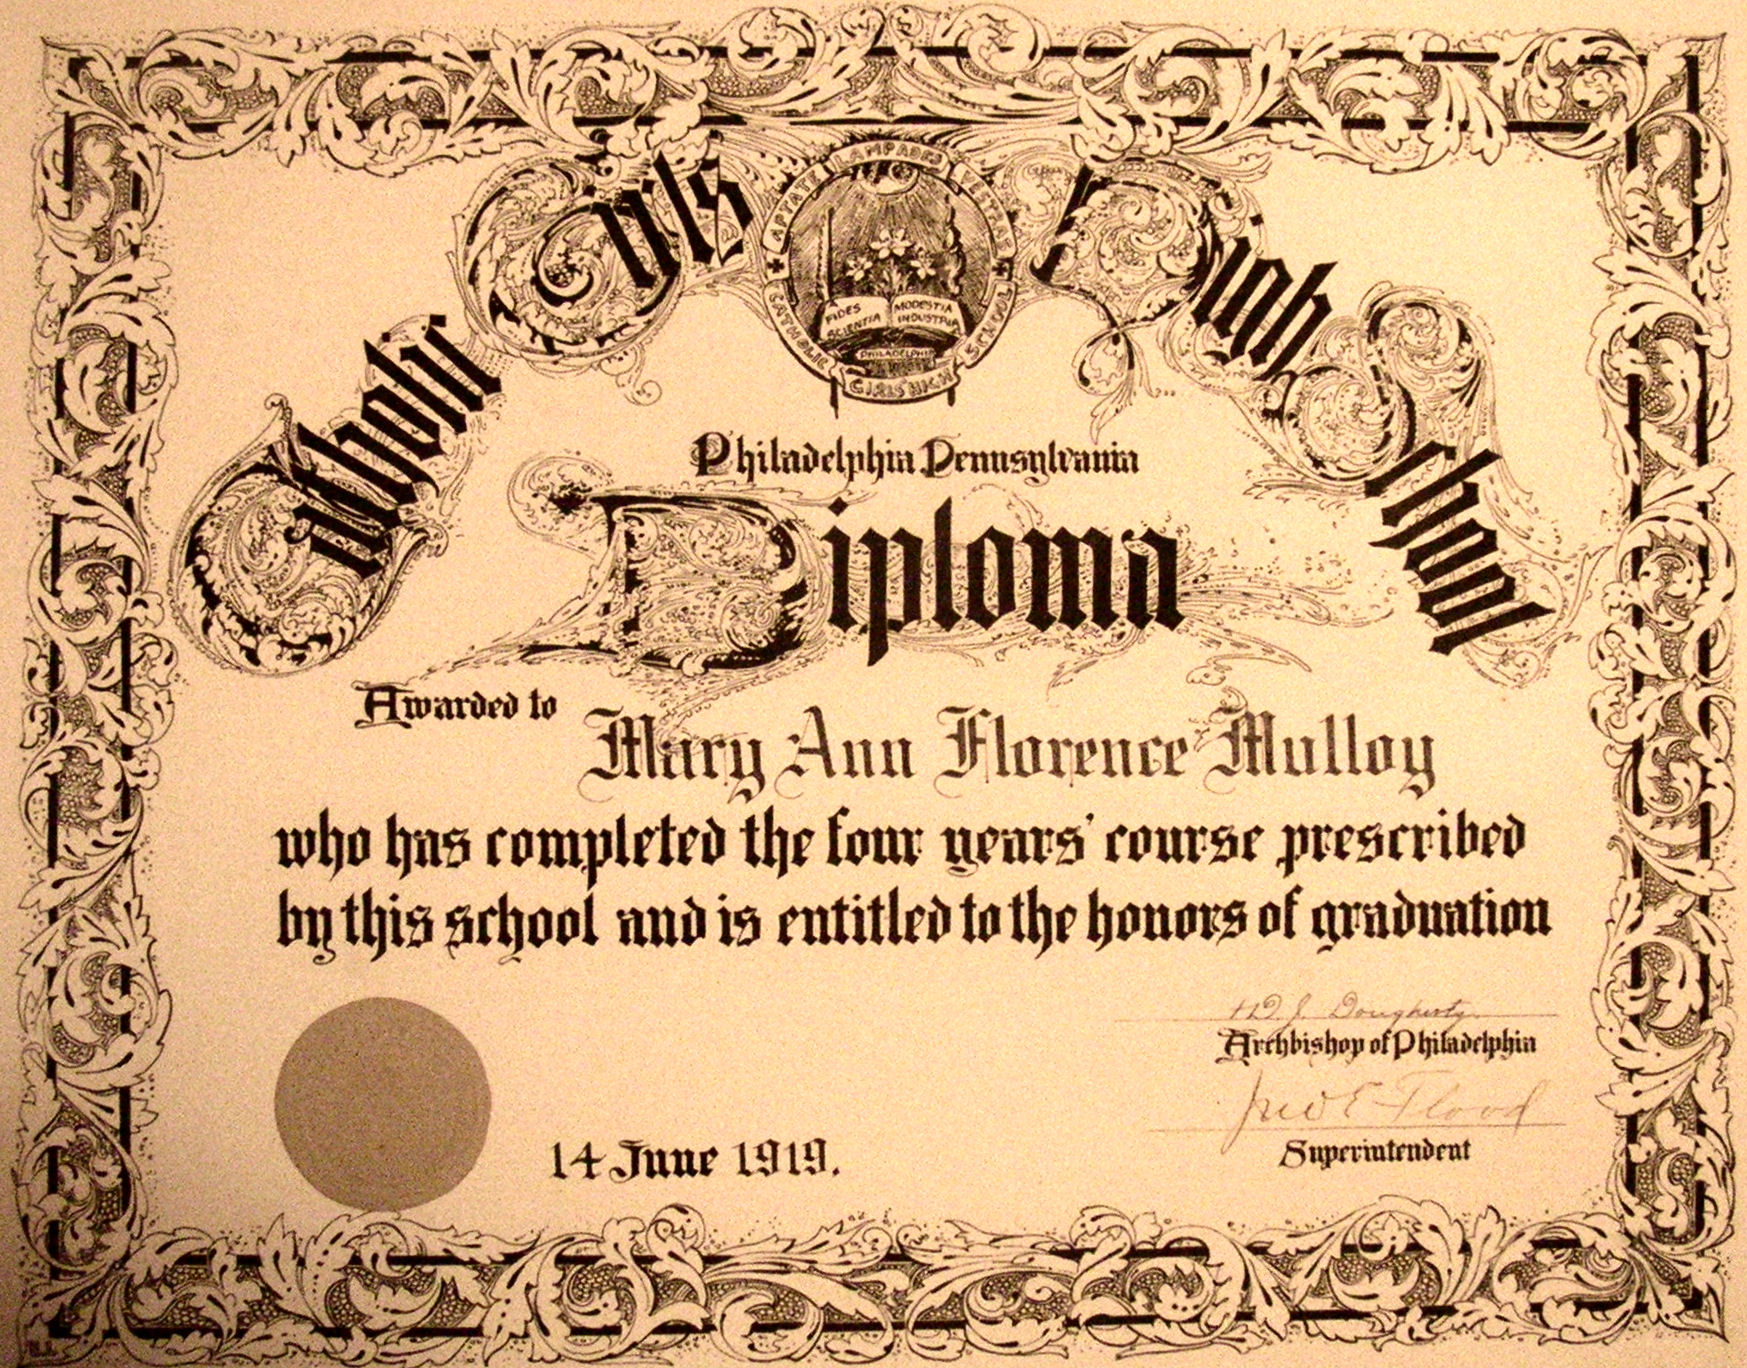 Catholic Girls High School
APTATE LAMPADES VESTRAS
FIDES MODESTIA
SCIENTIA INDUSTRIA
PHILADELPHIA
CATHOLIC GIRLS' HIGH SCHOOL
Philadelphia Pennsylvania
Diploma
Awarded to
Mary Ann Florence Mulloy
who has completed the four years' course prescribed
by this school and is entitled to the honors of graduation
+D. J. Dougherty
Archbishop of Philadelphia
Jno E Flood
Superintendent
14 June 1919.